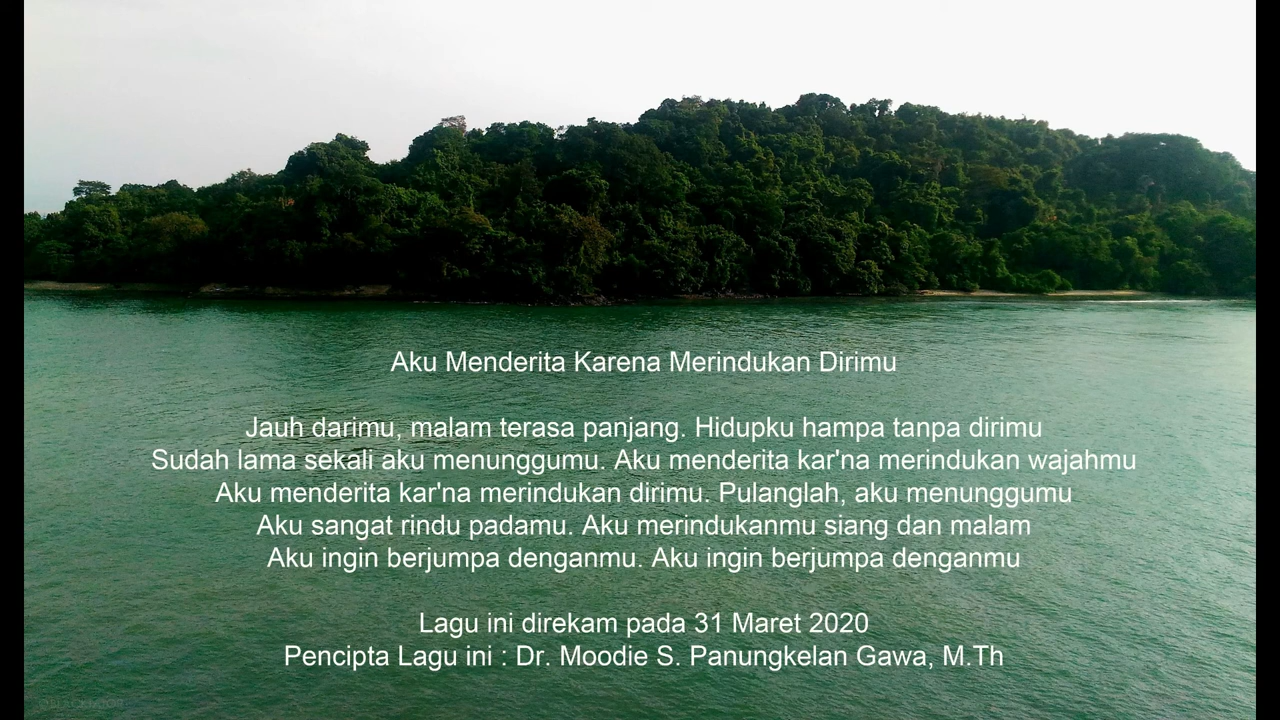 Aku Menderita Karena Merindukan Dirimu
Jauh darimu, malam terasa panjang. Hidupku hampa tanpa dirimu
Sudah lama sekali aku menunggumu. Aku menderita kar'na merindukan wajahmu
Aku menderita kar'na merindukan dirimu. Pulanglah, aku menunggumu
Aku sangat rindu padamu. Aku merindukanmu siang dan malam
Aku ingin berjumpa denganmu. Aku ingin berjumpa denganmu
Lagu ini direkam pada 31 Maret 2020
Pencipta Lagu ini : Dr. Moodie S. Panungkelan Gawa, M.Th